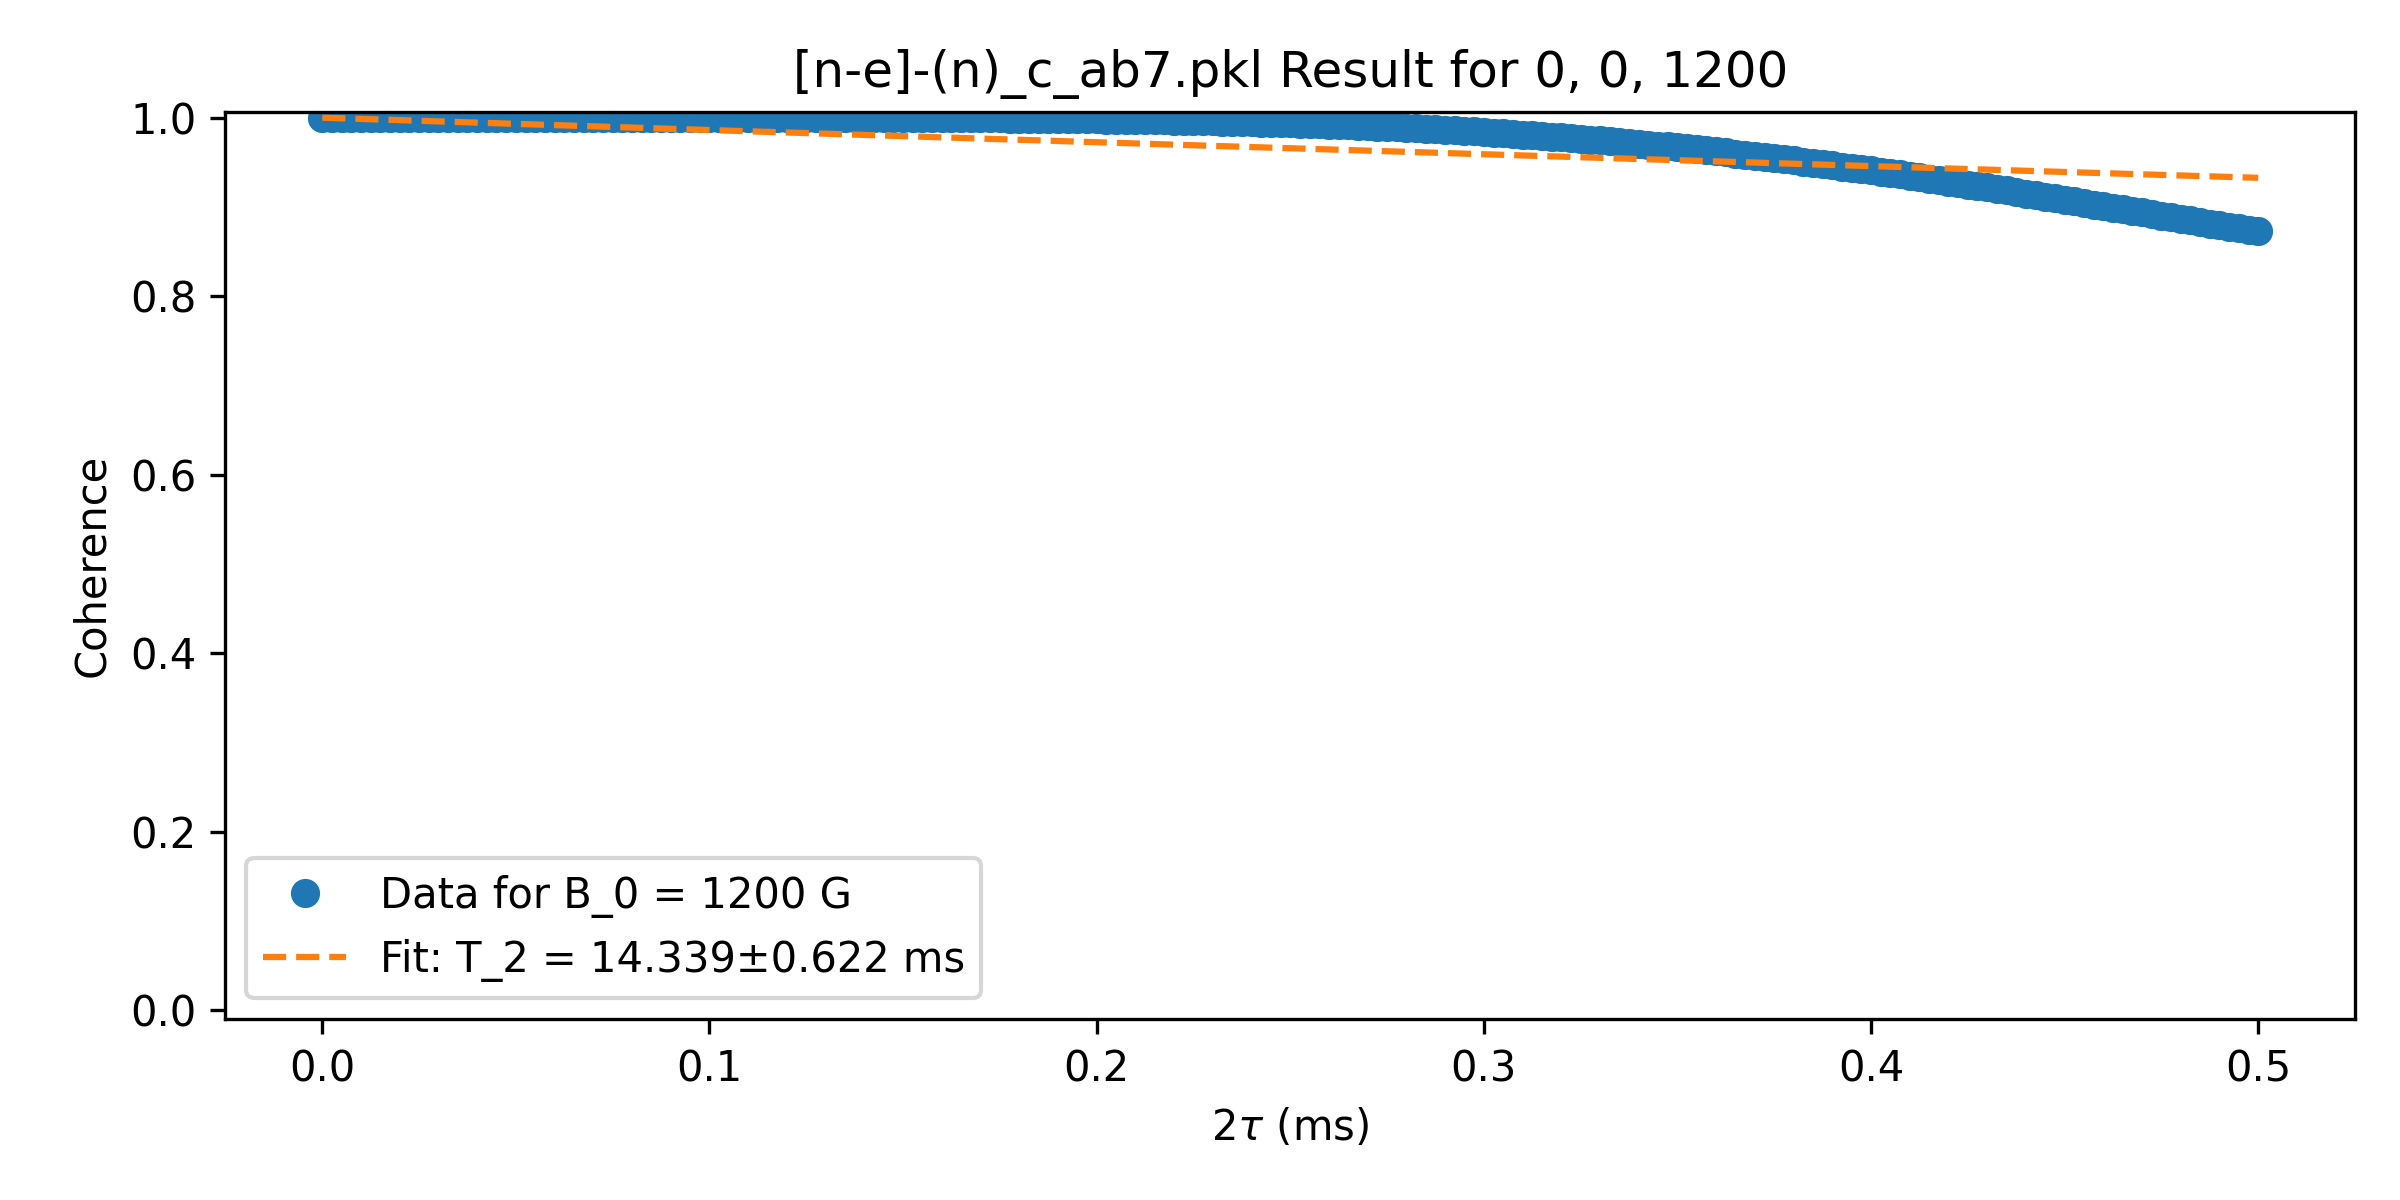 [n-e]-(n)_c_ab7.pkl Result for 0, 0, 1200
1.0
0.8
0.6
0.4
0.2
0.0
Coherence
Data for B_0 = 1200 G
Fit: T_2 = 14.339±0.622 ms
0.0 0.1 0.2 0.3 0.4 0.5
2τ (ms)